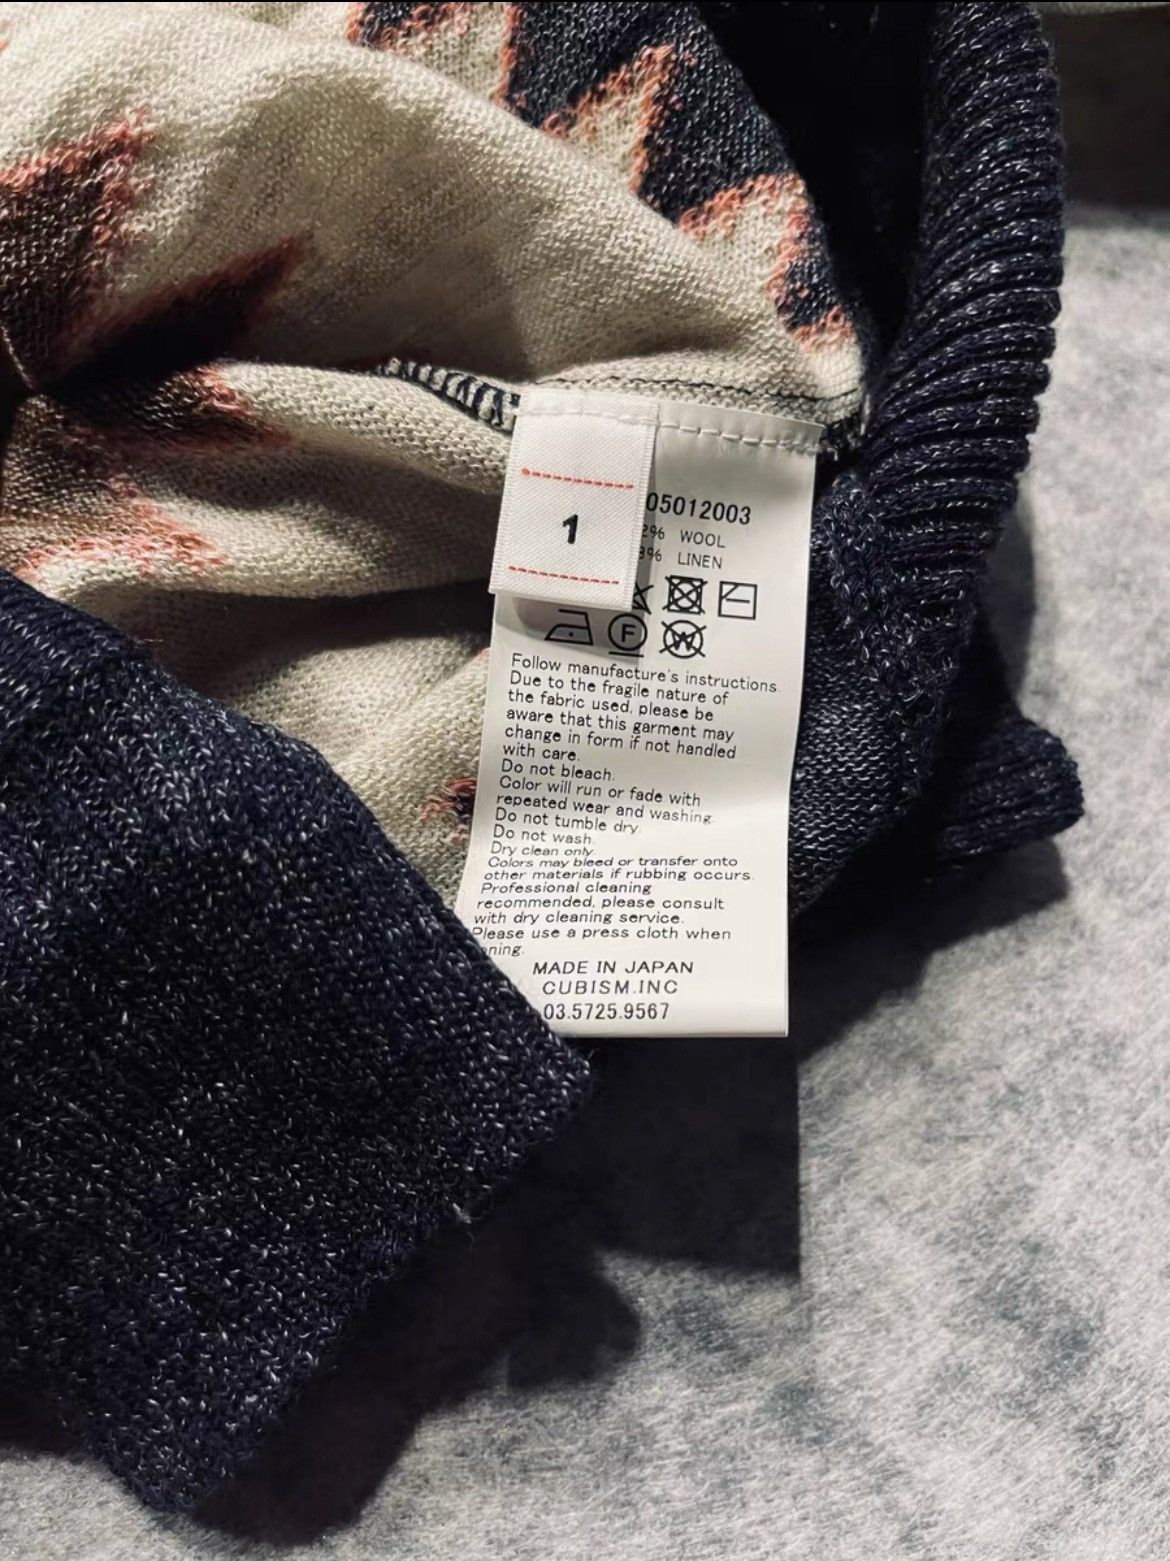 1
05012003
2% WOOL
8% LINEN
F
W
Follow manufacture's instructions.
Due to the fragile nature of
the fabric used, please be
aware that this garment may
change in form if not handled
with care.
Do not bleach.
Color will run or fade with
repeated wear and washing.
Do not tumble dry.
Do not wash.
Dry clean only.
Colors may bleed or transfer onto
other materials if rubbing occurs.
Professional cleaning
recommended, please consult
with dry cleaning service.
Please use a press cloth when
oning.
MADE IN JAPAN
CUBISM.INC
03.5725.9567